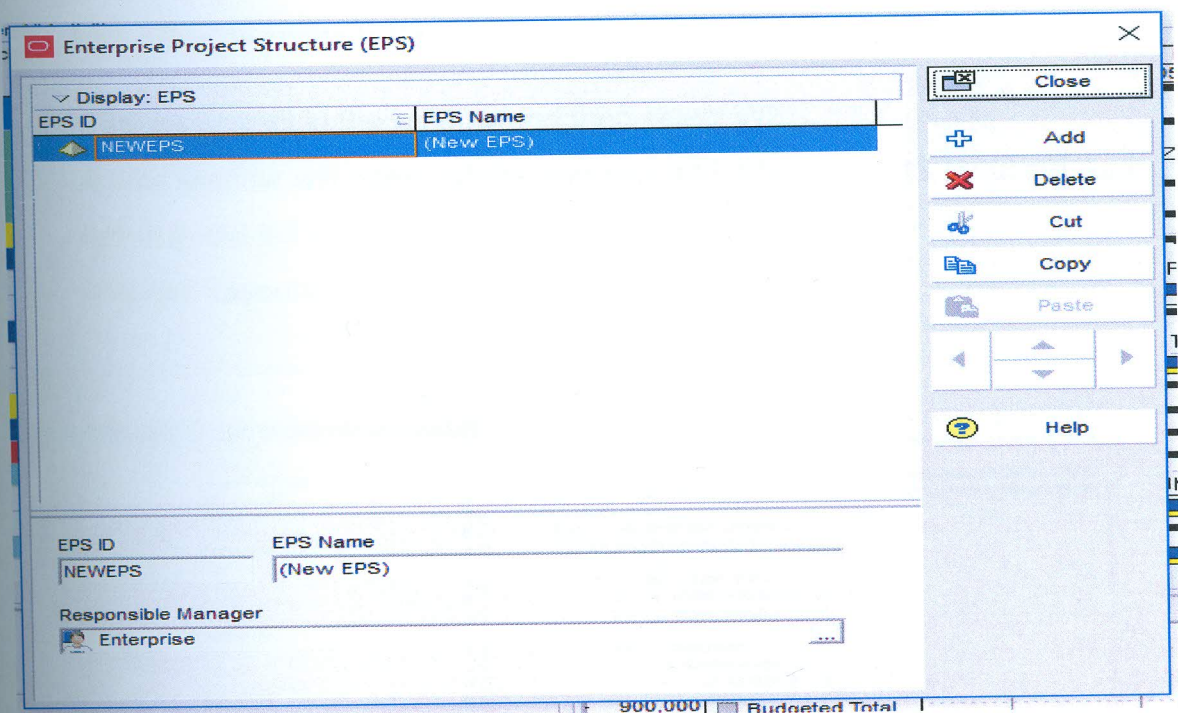 Enterprise Project Structure (EPS)
Display: EPS
EPS ID EPS Name
NEWEPS (New EPS)
Close
Add
Delete
Cut
Copy
Paste
Help
EPS ID EPS Name
NEWEPS (New EPS)
Responsible Manager
Enterprise ...
900,000 Budgeted Total